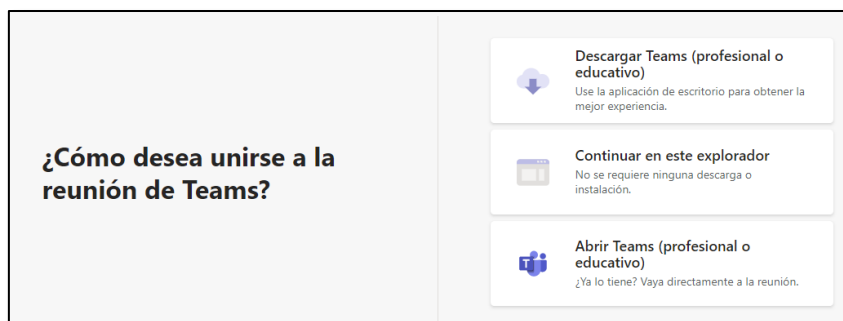 ¿Cómo desea unirse a la
reunión de Teams?
Descargar Teams (profesional o
educativo)
Use la aplicación de escritorio para obtener la
mejor experiencia.
Continuar en este explorador
No se requiere ninguna descarga o
instalación.
Abrir Teams (profesional o
educativo)
¿Ya lo tiene? Vaya directamente a la reunión.